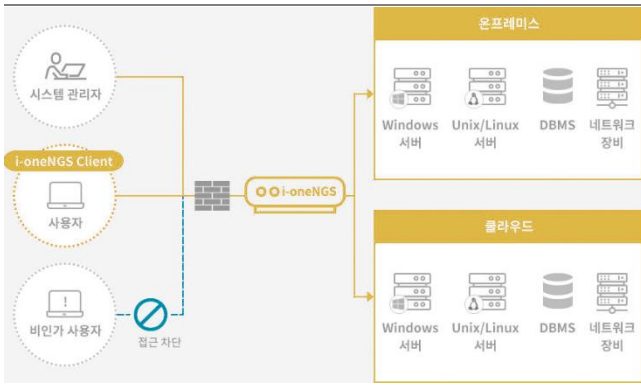 온프레미스
시스템 관리자
Windows
서버
Unix/Linux
서버
DBMS
네트워크
장비
i-oneNGS Client
사용자
i-oneNGS
클라우드
!
비인가 사용자
접근 차단
Windows
서버
Unix/Linux
서버
DBMS
네트워크
장비